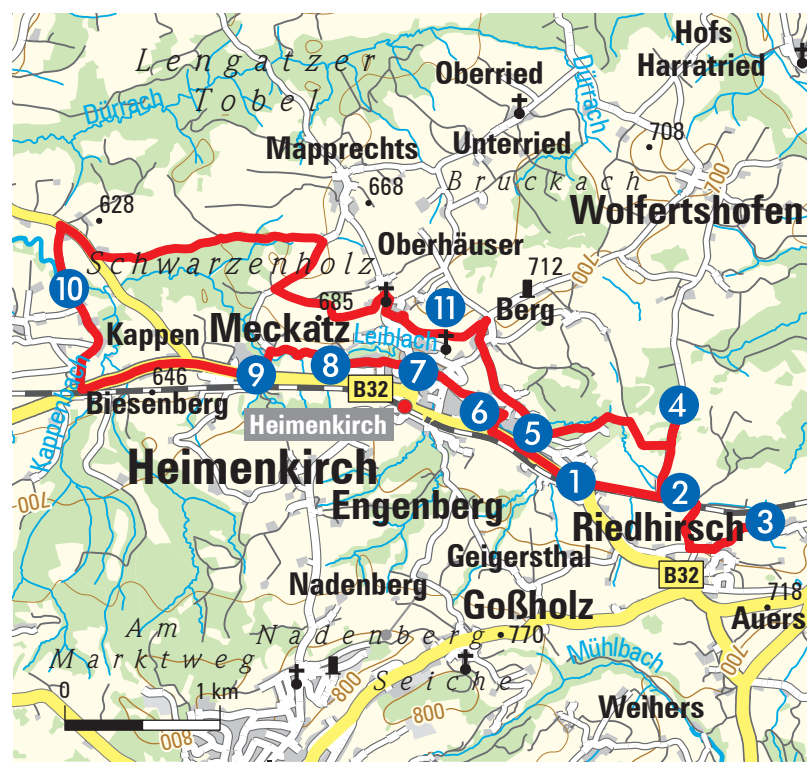 Hofs
Harratried
Lengatzer
Tobel
Oberried
Dürrach
Dürrach
Unterried
708
Mapprechts
Bruckach
700
668
Wolfertshofen
628
Oberhäuser
Schwarzenholz
712
700
10
685
11
Berg
Kappen
Meckatz
Leiblach
7
8
9
646
B32
4
Biesenberg
6
Heimenkirch
5
Kappenbach
Heimenkirch
1
2
700
Engenberg
Riedhirsch
3
Geigersthal
B32
Nadenberg
Goßholz
718
Auers
Am
Marktweg
Nadenberg
770
Mühlbach
700
Seiche
800
0
1 km
Weihers
800
800